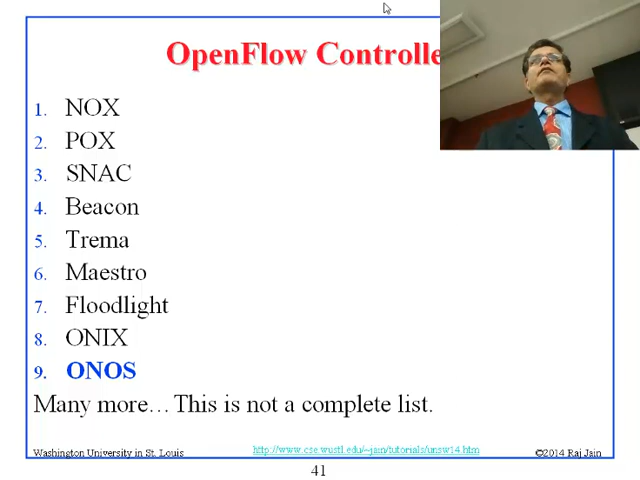 OpenFlow Controlle
1. NOX
2. POX
3. SNAC
4. Beacon
5. Trema
6. Maestro
7. Floodlight
8. ONIX
9. ONOS
Many more… This is not a complete list.
Washington University in St. Louis
http://www.cse.wustl.edu/~jain/tutorials/unsw14.htm
©2014 Raj Jain
41